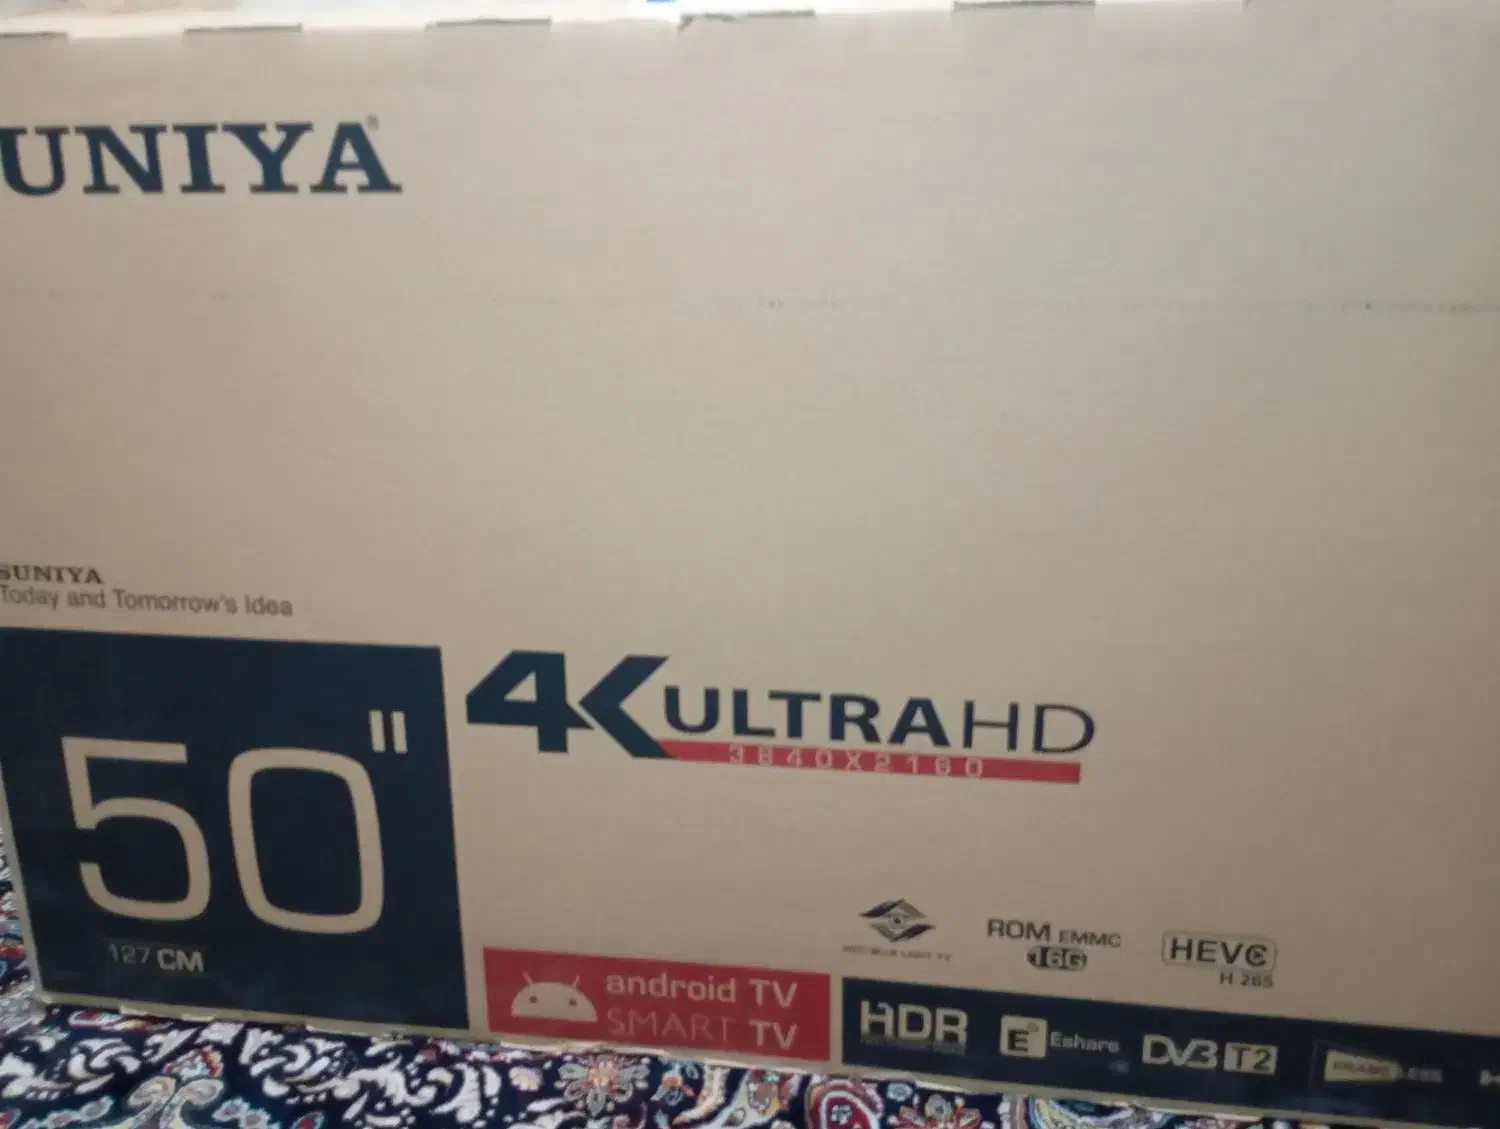 UNIYA®
SUNIYA
Today and Tomorrow's Idea
50"
127 CM
4K ULTRA HD
3840X2160
android TV
SMART TV
ROM EMMC
16G
HEVC
H 265
HDR
E Eshare
DVB T2